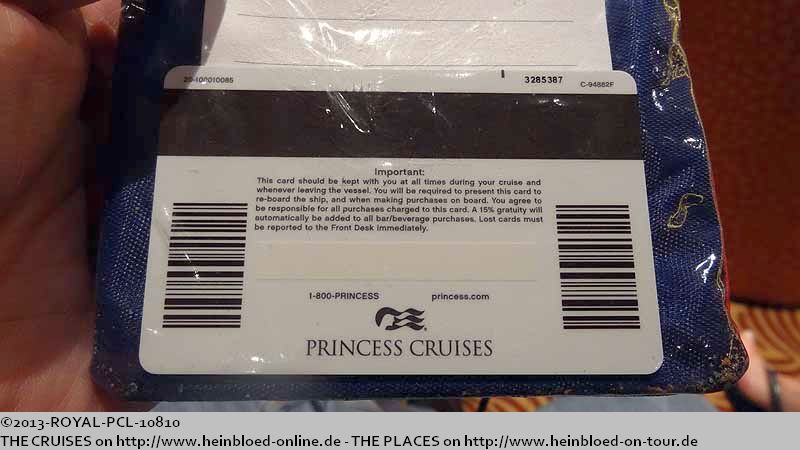 20-100010085 3285387 C-94882F
Important:
This card should be kept with you at all times during your cruise and
whenever leaving the vessel. You will be required to present this card to
re-board the ship, and when making purchases on board. You agree to
be responsible for all purchases charged to this card. A 15% gratuity will
automatically be added to all bar/beverage purchases. Lost cards must
be reported to the Front Desk immediately.
1-800-PRINCESS princess.com
PRINCESS CRUISES
©2013-ROYAL-PCL-10810
THE CRUISES on http://www.heinbloed-online.de - THE PLACES on http://www.heinbloed-on-tour.de